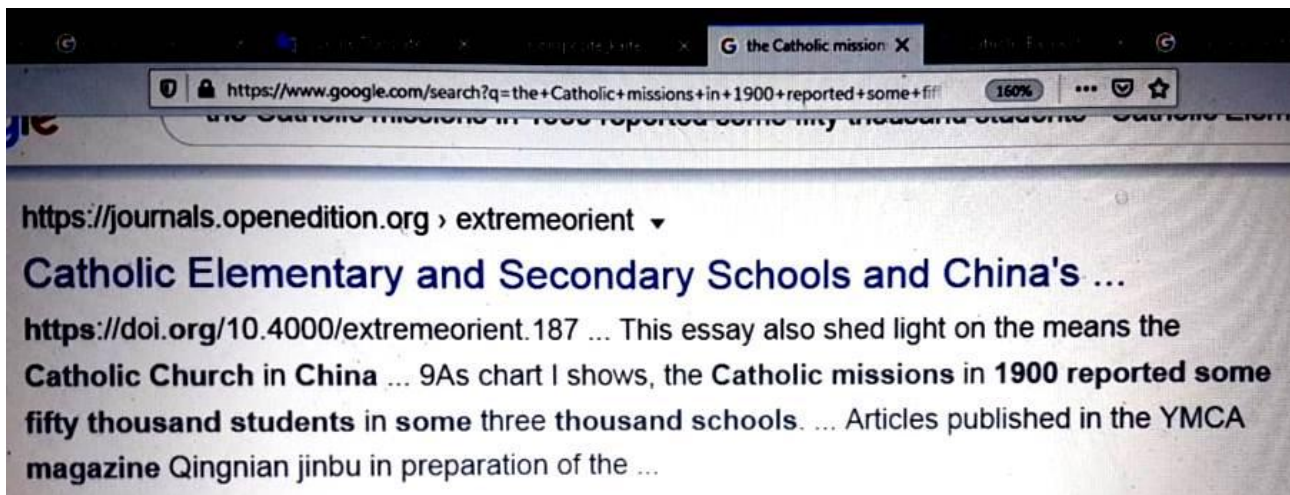 G the Catholic mission X
https://www.google.com/search?q=the+Catholic+missions+in+1900+reported+some+fif 160% ...
https://journals.openedition.org › extremeorient
Catholic Elementary and Secondary Schools and China's ...
https://doi.org/10.4000/extremeorient.187 ... This essay also shed light on the means the
Catholic Church in China ... 9As chart I shows, the Catholic missions in 1900 reported some
fifty thousand students in some three thousand schools. ... Articles published in the YMCA
magazine Qingnian jinbu in preparation of the ...